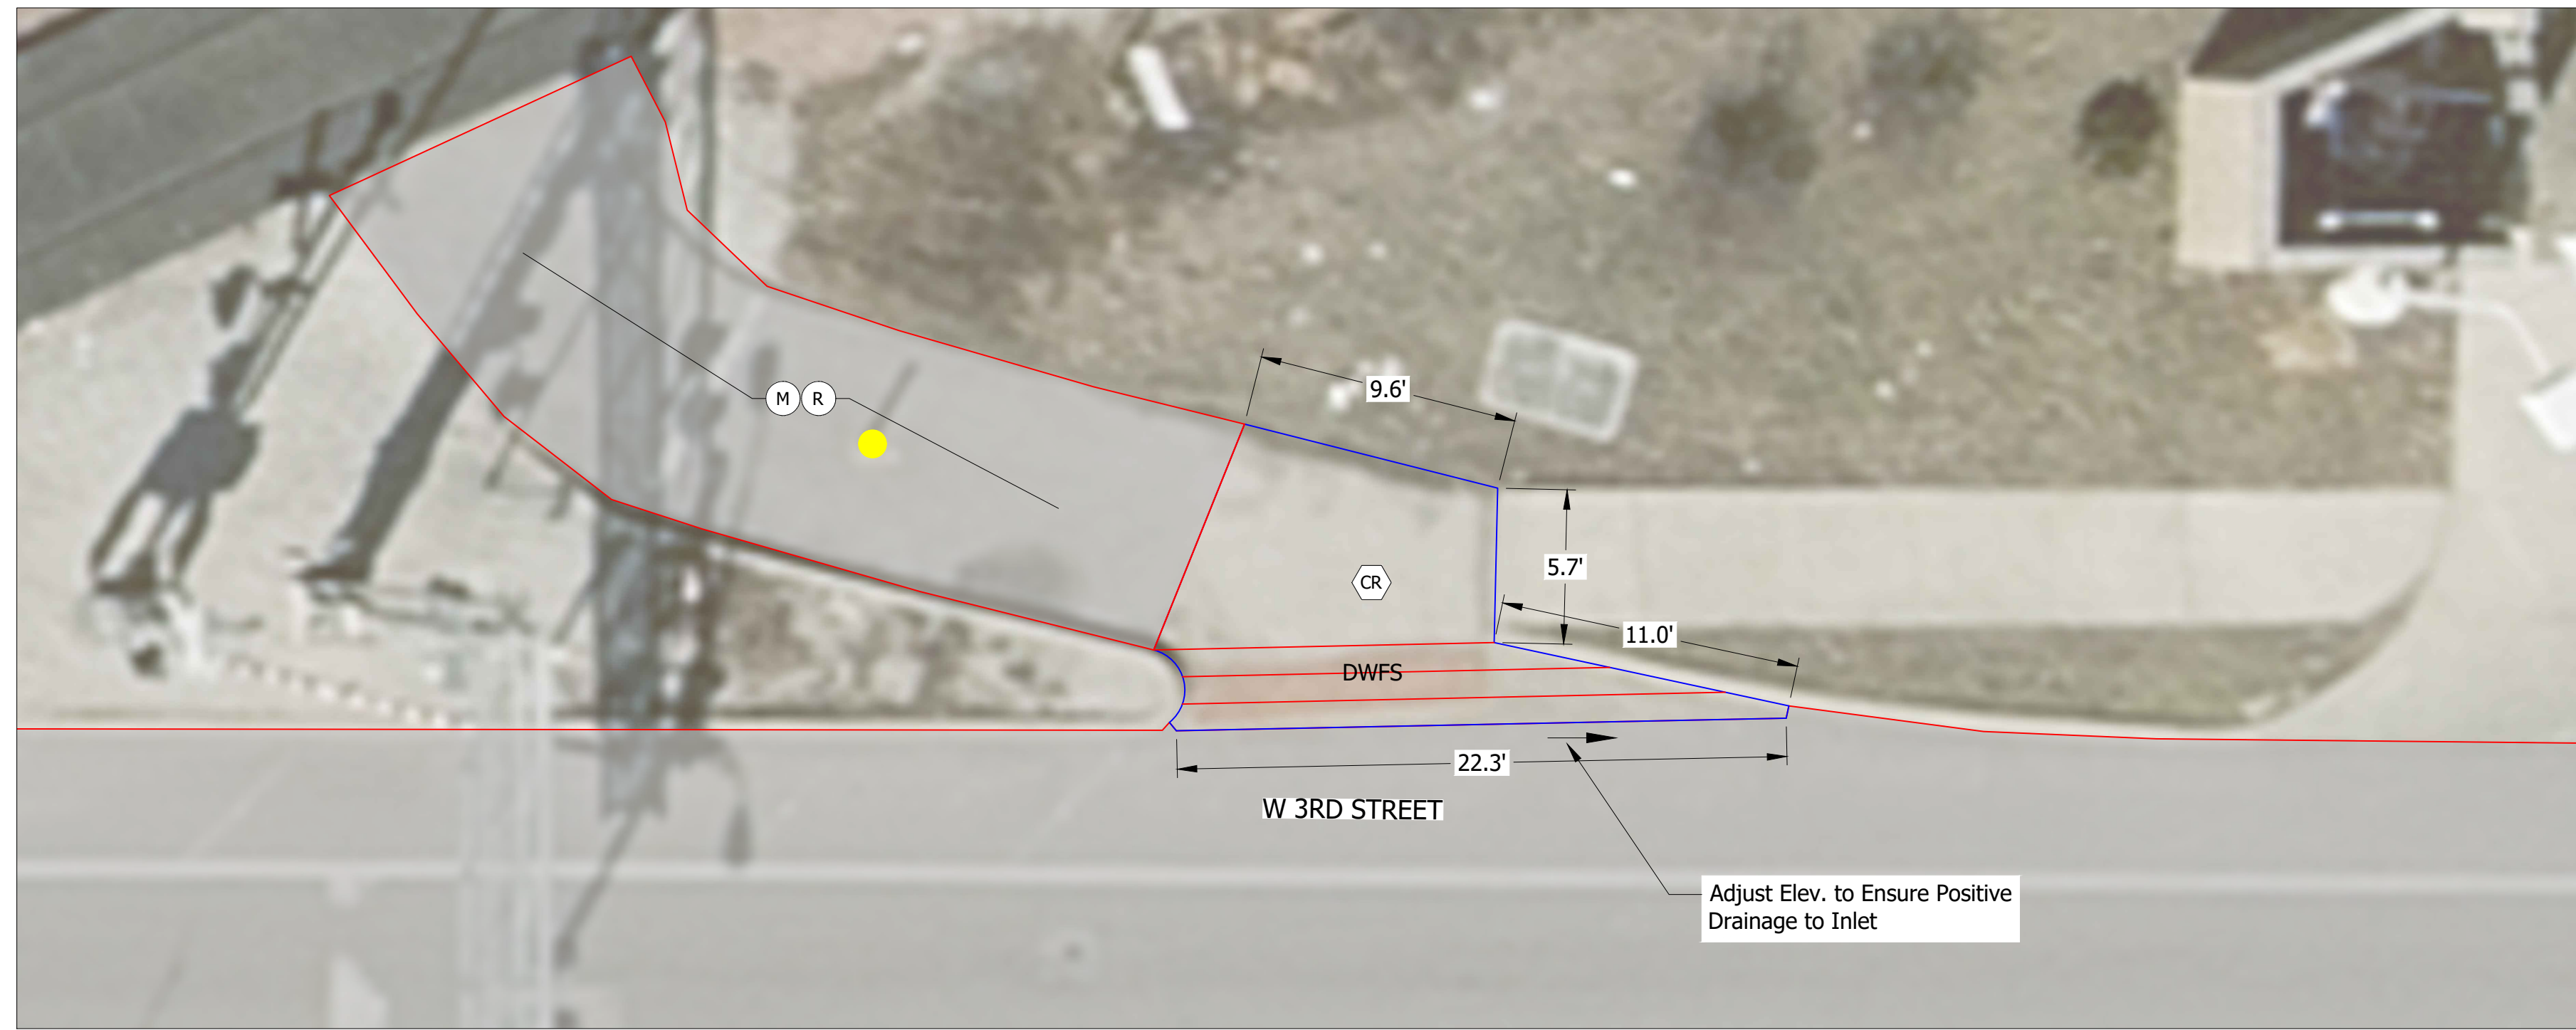 M R
9.6'
5.7'
CR
11.0'
DWFS
22.3'
W 3RD STREET
Adjust Elev. to Ensure Positive
Drainage to Inlet